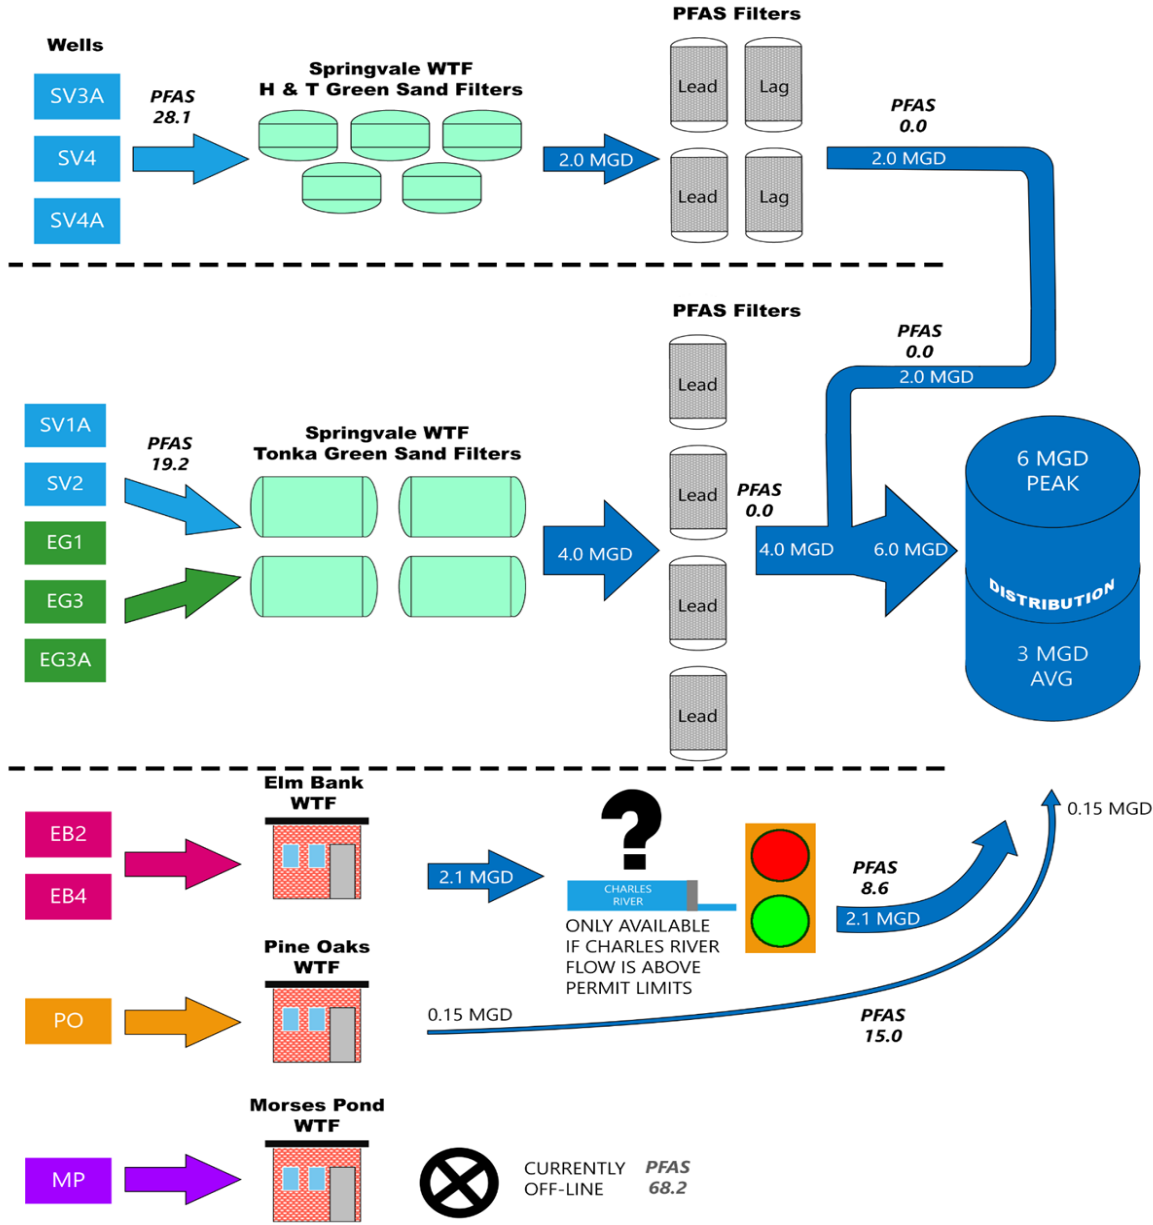 PFAS Filters
Wells
Springvale WTF
H & T Green Sand Filters
SV3A
SV4
SV4A
PFAS
28.1
2.0 MGD
Lead
Lag
Lead
Lag
PFAS
0.0
2.0 MGD
PFAS Filters
PFAS
0.0
2.0 MGD
SV1A
SV2
EG1
EG3
EG3A
PFAS
19.2
Springvale WTF
Tonka Green Sand Filters
4.0 MGD
Lead
Lead
Lead
Lead
PFAS
0.0
4.0 MGD
6.0 MGD
6 MGD
PEAK
DISTRIBUTION
3 MGD
AVG
Elm Bank
WTF
EB2
EB4
2.1 MGD
?
CHARLES
RIVER
ONLY AVAILABLE
IF CHARLES RIVER
FLOW IS ABOVE
PERMIT LIMITS
PFAS
8.6
2.1 MGD
0.15 MGD
Pine Oaks
WTF
PO
0.15 MGD
PFAS
15.0
Morses Pond
WTF
MP
CURRENTLY
OFF-LINE
PFAS
68.2